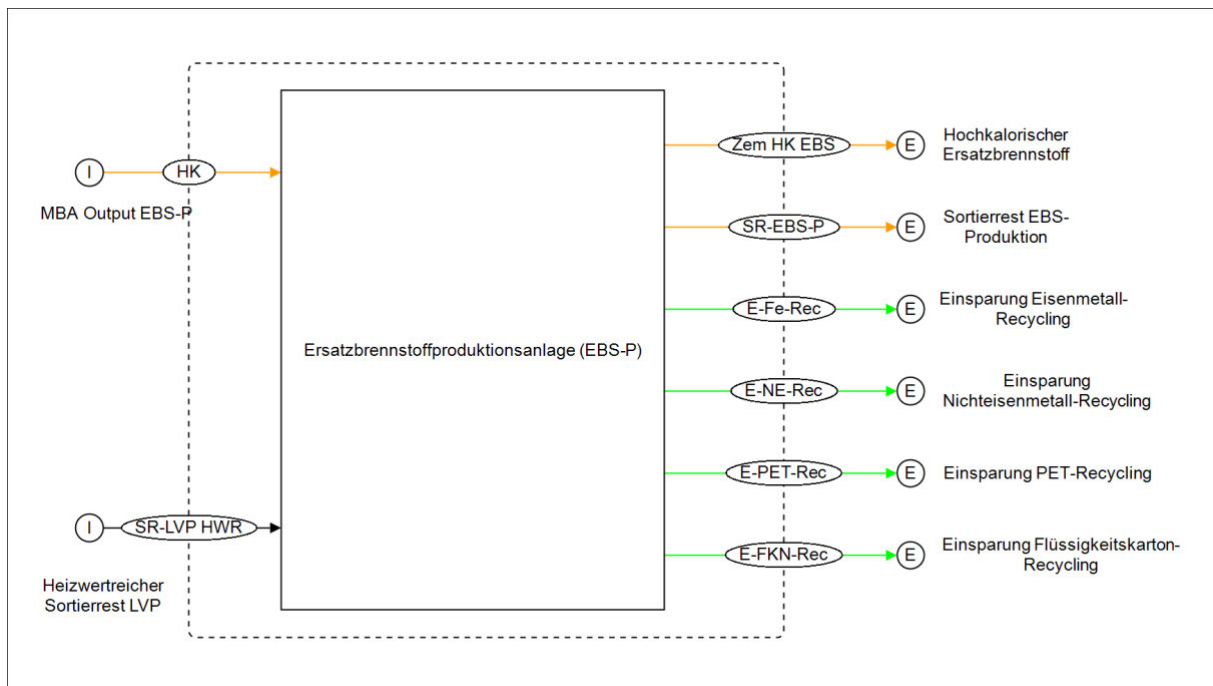 I
HK
MBA Output EBS-P
I
SR-LVP HWR
Heizwertreicher
Sortierrest LVP
Ersatzbrennstoffproduktionsanlage (EBS-P)
Zem HK EBS
E
Hochkalorischer
Ersatzbrennstoff
SR-EBS-P
E
Sortierrest EBS-
Produktion
E-Fe-Rec
E
Einsparung Eisenmetall-
Recycling
E-NE-Rec
E
Einsparung
Nichteisenmetall-Recycling
E-PET-Rec
E
Einsparung PET-Recycling
E-FKN-Rec
E
Einsparung Flüssigkeitskarton-
Recycling